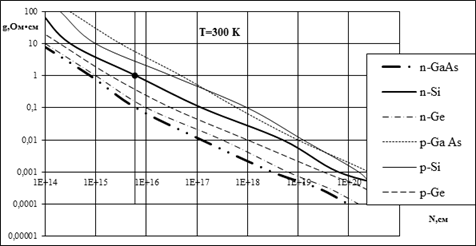 g,Ом•см
T=300 K
100
10
1
0,1
0,01
0,001
0,0001
0,00001
1E+14 1E+15 1E+16 1E+17 1E+18 1E+19 1E+20
N,см
n-GaAs
n-Si
n-Ge
p-Ga As
p-Si
p-Ge